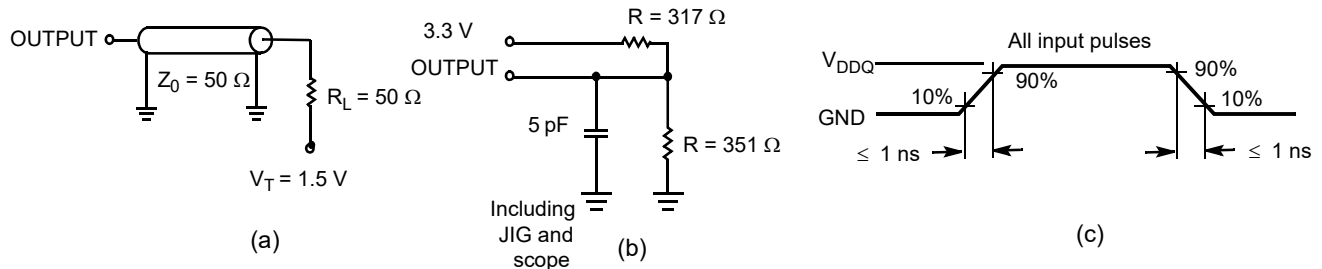 OUTPUT
Z0 = 50 Ω
RL = 50 Ω
VT = 1.5 V
(a)
R = 317 Ω
3.3 V
OUTPUT
5 pF
R = 351 Ω
Including
JIG and
scope
(b)
All input pulses
VDDQ
90%
90%
10%
10%
GND
≤ 1 ns
≤ 1 ns
(c)